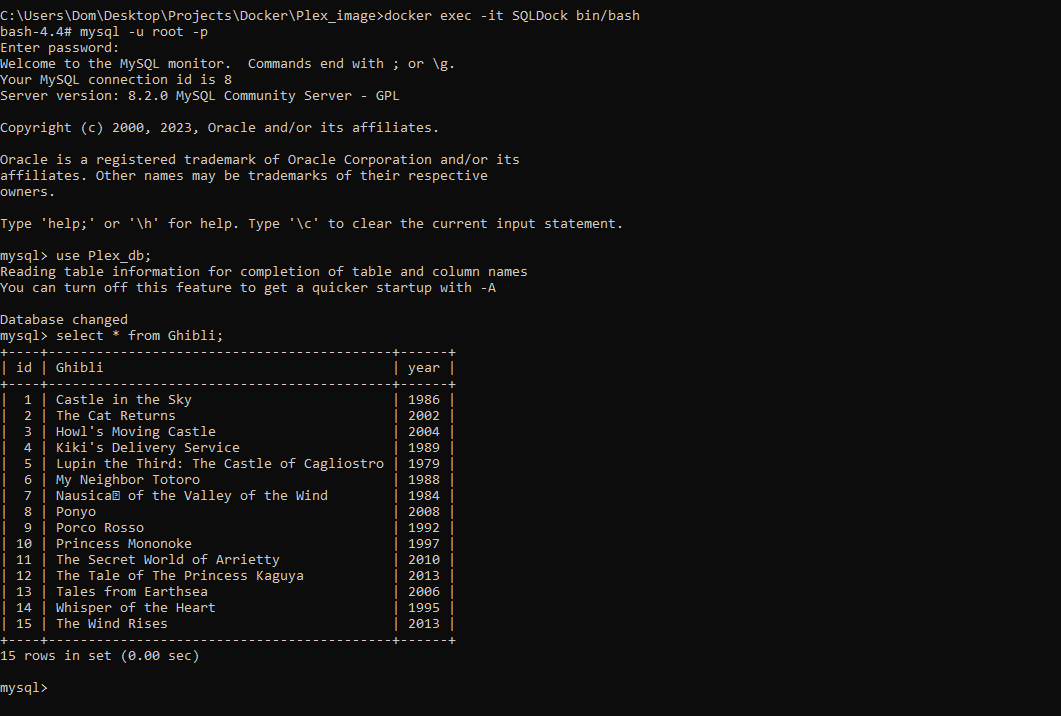 C:\Users\Dom\Desktop\Projects\Docker\Plex_image>docker exec -it SQLDock bin/bash
bash-4.4# mysql -u root -p
Enter password:
Welcome to the MySQL monitor.  Commands end with ; or \g.
Your MySQL connection id is 8
Server version: 8.2.0 MySQL Community Server - GPL

Copyright (c) 2000, 2023, Oracle and/or its affiliates.

Oracle is a registered trademark of Oracle Corporation and/or its
affiliates. Other names may be trademarks of their respective
owners.

Type 'help;' or '\h' for help. Type '\c' to clear the current input statement.

mysql> use Plex_db;
Reading table information for completion of table and column names
You can turn off this feature to get a quicker startup with -A

Database changed
mysql> select * from Ghibli;
+----+------------------------------------------+------+
| id | Ghibli                                   | year |
+----+------------------------------------------+------+
|  1 | Castle in the Sky                        | 1986 |
|  2 | The Cat Returns                          | 2002 |
|  3 | Howl's Moving Castle                     | 2004 |
|  4 | Kiki's Delivery Service                  | 1989 |
|  5 | Lupin the Third: The Castle of Cagliostro | 1979 |
|  6 | My Neighbor Totoro                       | 1988 |
|  7 | Nausica� of the Valley of the Wind       | 1984 |
|  8 | Ponyo                                    | 2008 |
|  9 | Porco Rosso                              | 1992 |
| 10 | Princess Mononoke                        | 1997 |
| 11 | The Secret World of Arrietty             | 2010 |
| 12 | The Tale of The Princess Kaguya          | 2013 |
| 13 | Tales from Earthsea                      | 2006 |
| 14 | Whisper of the Heart                     | 1995 |
| 15 | The Wind Rises                           | 2013 |
+----+------------------------------------------+------+
15 rows in set (0.00 sec)

mysql>